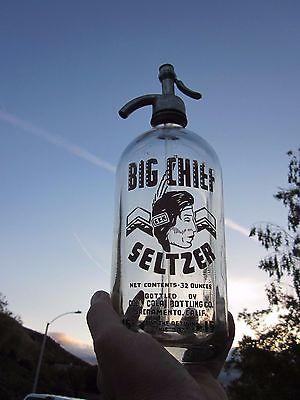 BIG CHIEF
SELTZER
NET CONTENTS-32 OUNCES
BOTTLED BY
BOTTLING CO.
SACRAMENTO, CALIF.